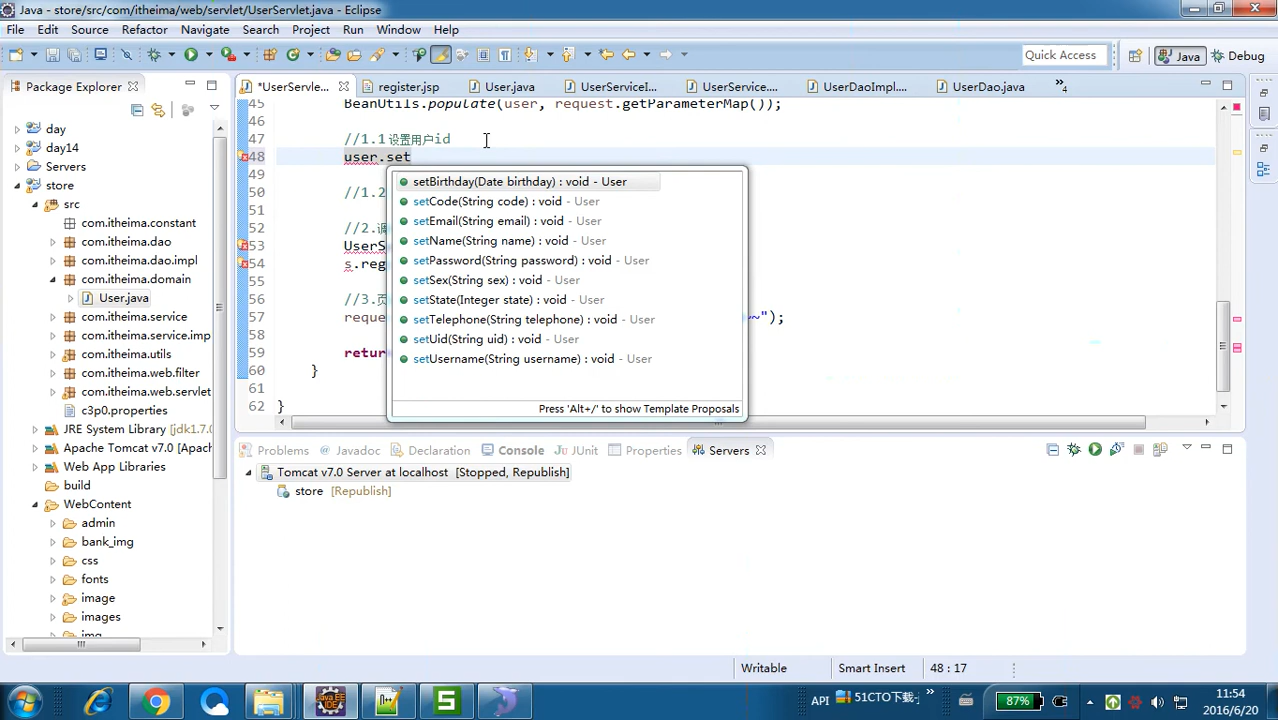 Java - store/src/com/itheima/web/servlet/UserServlet.java - Eclipse
File Edit Source Refactor Navigate Search Project Run Window Help
Quick Access
Java
Debug
Package Explorer
*UserServle...
register.jsp
User.java
UserServiceI...
UserService....
UserDaoImpl....
UserDao.java
»4
day
day14
Servers
store
src
com.itheima.constant
com.itheima.dao
com.itheima.dao.impl
com.itheima.domain
User.java
com.itheima.service
com.itheima.service.imp
com.itheima.utils
com.itheima.web.filter
com.itheima.web.servlet
c3p0.properties
JRE System Library [jdk1.7.0
Apache Tomcat v7.0 [Apac
Web App Libraries
build
WebContent
admin
bank_img
css
fonts
image
images
img
45 BeanUtils.populate(user, request.getParameterMap());
46
47 //1.1设置用户id
48 user.set
49
50 //1.2
51
52 //2.调
53 UserS
54 s.reg
55
56 //3.页
57 reque ~");
58
59 return
60 }
61
62 }
setBirthday(Date birthday) : void - User
setCode(String code) : void - User
setEmail(String email) : void - User
setName(String name) : void - User
setPassword(String password) : void - User
setSex(String sex) : void - User
setState(Integer state) : void - User
setTelephone(String telephone) : void - User
setUid(String uid) : void - User
setUsername(String username) : void - User
Press 'Alt+/' to show Template Proposals
Problems Javadoc Declaration Console JUnit Properties Servers
Tomcat v7.0 Server at localhost [Stopped, Republish]
store [Republish]
Writable
Smart Insert
48 : 17
API
51CTO下载-
»
87%
11:54
2016/6/20